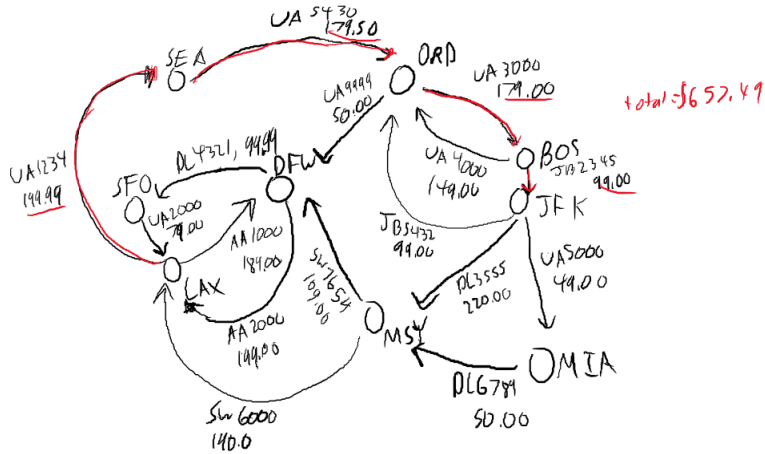 UA 5430
179.50
SEA
ORD
UA9999
50.00
UA 3000
179.00
total=$657.49
UA1234
199.99
DL4321, 99.99
DFW
SFO
UA2000
79.00
UA 4000
149.00
BOS
JB2345
99.00
JFK
JB5432
99.00
AA1000
189.00
LAX
AA2000
199.00
SW7654
109.00
DL3555
220.00
UA5000
49.00
MSY
MIA
DL6789
50.00
SW6000
140.0